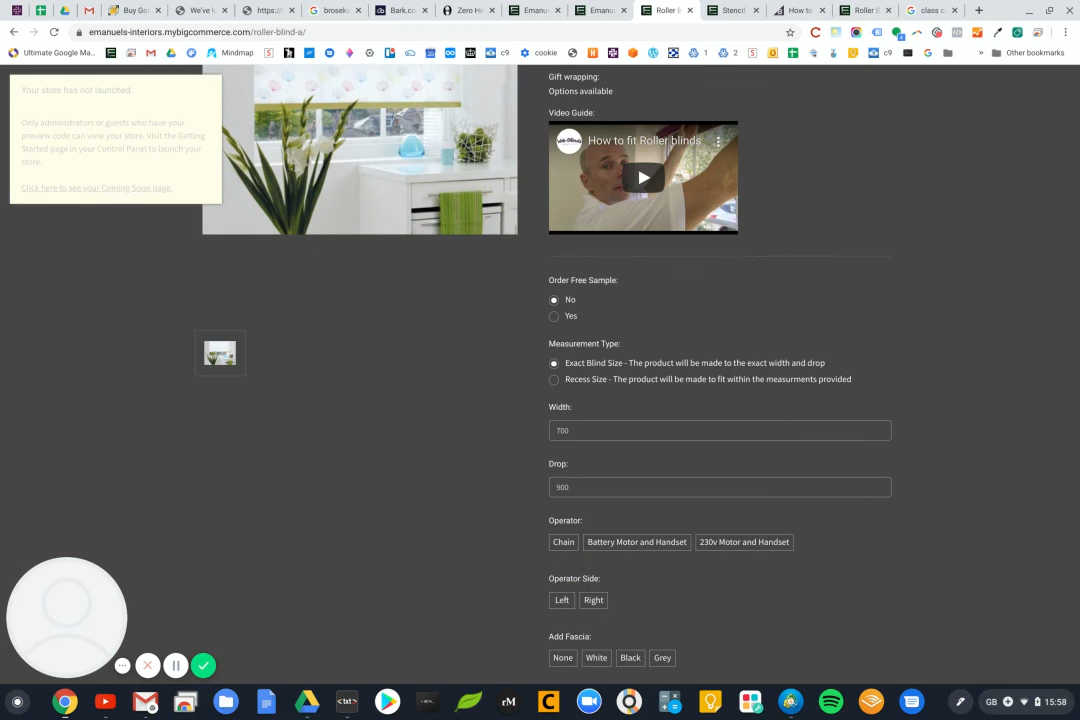 Buy Go
We've l
https://
broseka
Bark.co
Zero He
Emanue
Emanu
Roller B
Stencil
How to
Roller B
class c
emanuels-interiors.mybigcommerce.com/roller-blind-a/
Ultimate Google Ma...
Mindmap
c9
cookie
1
2
c9
Other bookmarks
Your store has not launched.
Only administrators or guests who have your
preview code can view your store. Visit the Getting
Started page in your Control Panel to launch your
store.
Click here to see your Coming Soon page.
Gift wrapping:
Options available
Video Guide:
How to fit Roller blinds
Order Free Sample:
No
Yes
Measurement Type:
Exact Blind Size - The product will be made to the exact width and drop
Recess Size - The product will be made to fit within the measurments provided
Width:
700
Drop:
900
Operator:
Chain Battery Motor and Handset 230v Motor and Handset
Operator Side:
Left Right
Add Fascia:
None White Black Grey
<txt>
rM
GB 15:58